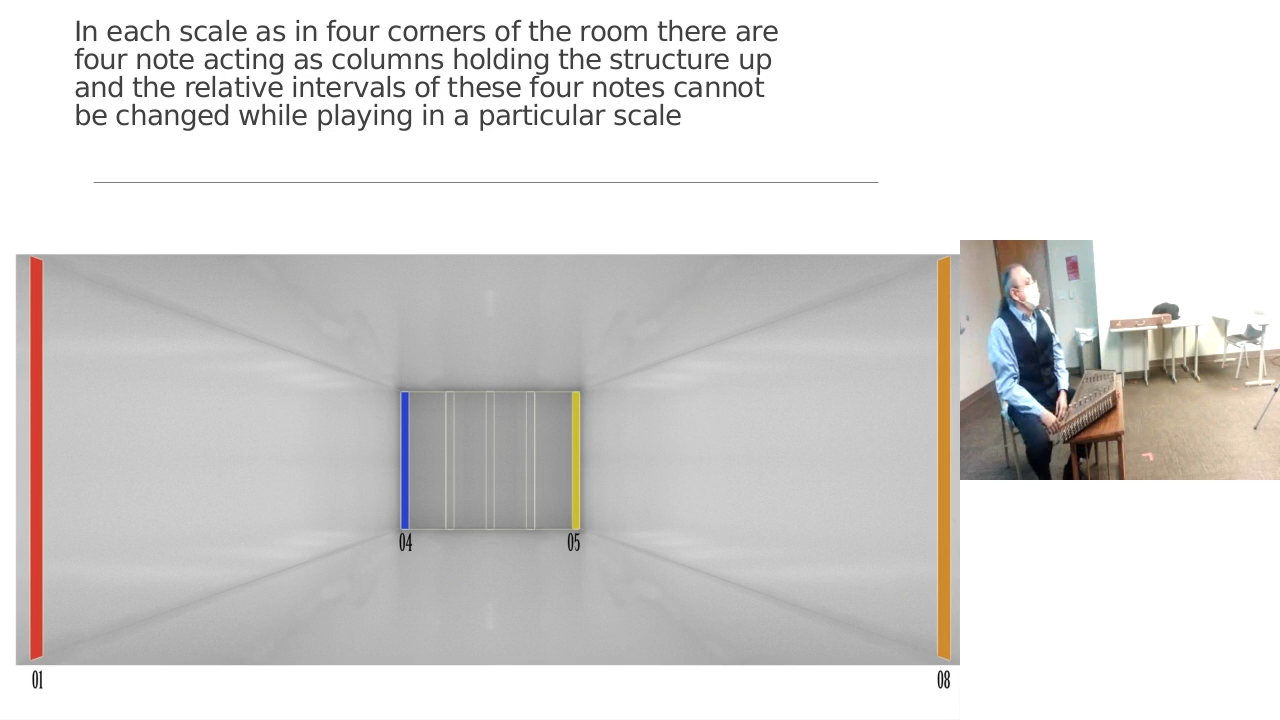 In each scale as in four corners of the room there are
four note acting as columns holding the structure up
and the relative intervals of these four notes cannot
be changed while playing in a particular scale
04
05
01
08